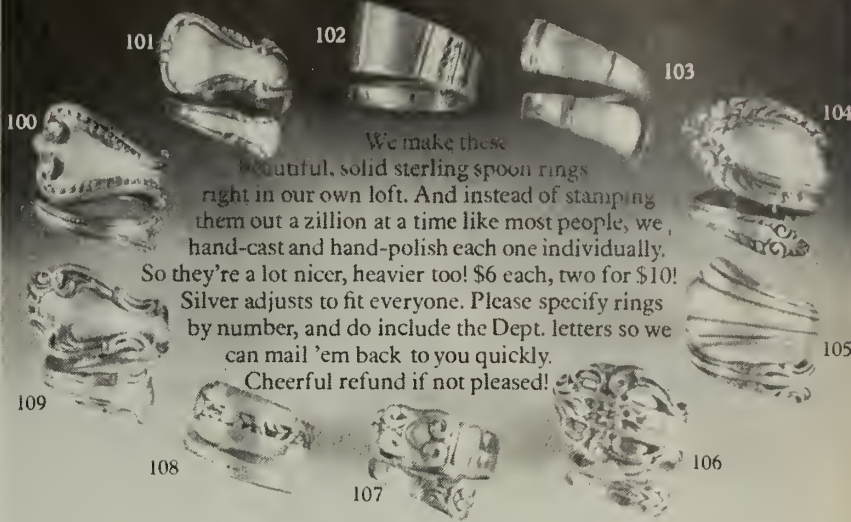 101
102
103
100
104
We make these
beautiful, solid sterling spoon rings
right in our own loft. And instead of stamping
them out a zillion at a time like most people, we
hand-cast and hand-polish each one individually.
So they're a lot nicer, heavier too! $6 each, two for $10!
Silver adjusts to fit everyone. Please specify rings
by number, and do include the Dept. letters so we
can mail 'em back to you quickly.
Cheerful refund if not pleased!
105
109
108
107
106